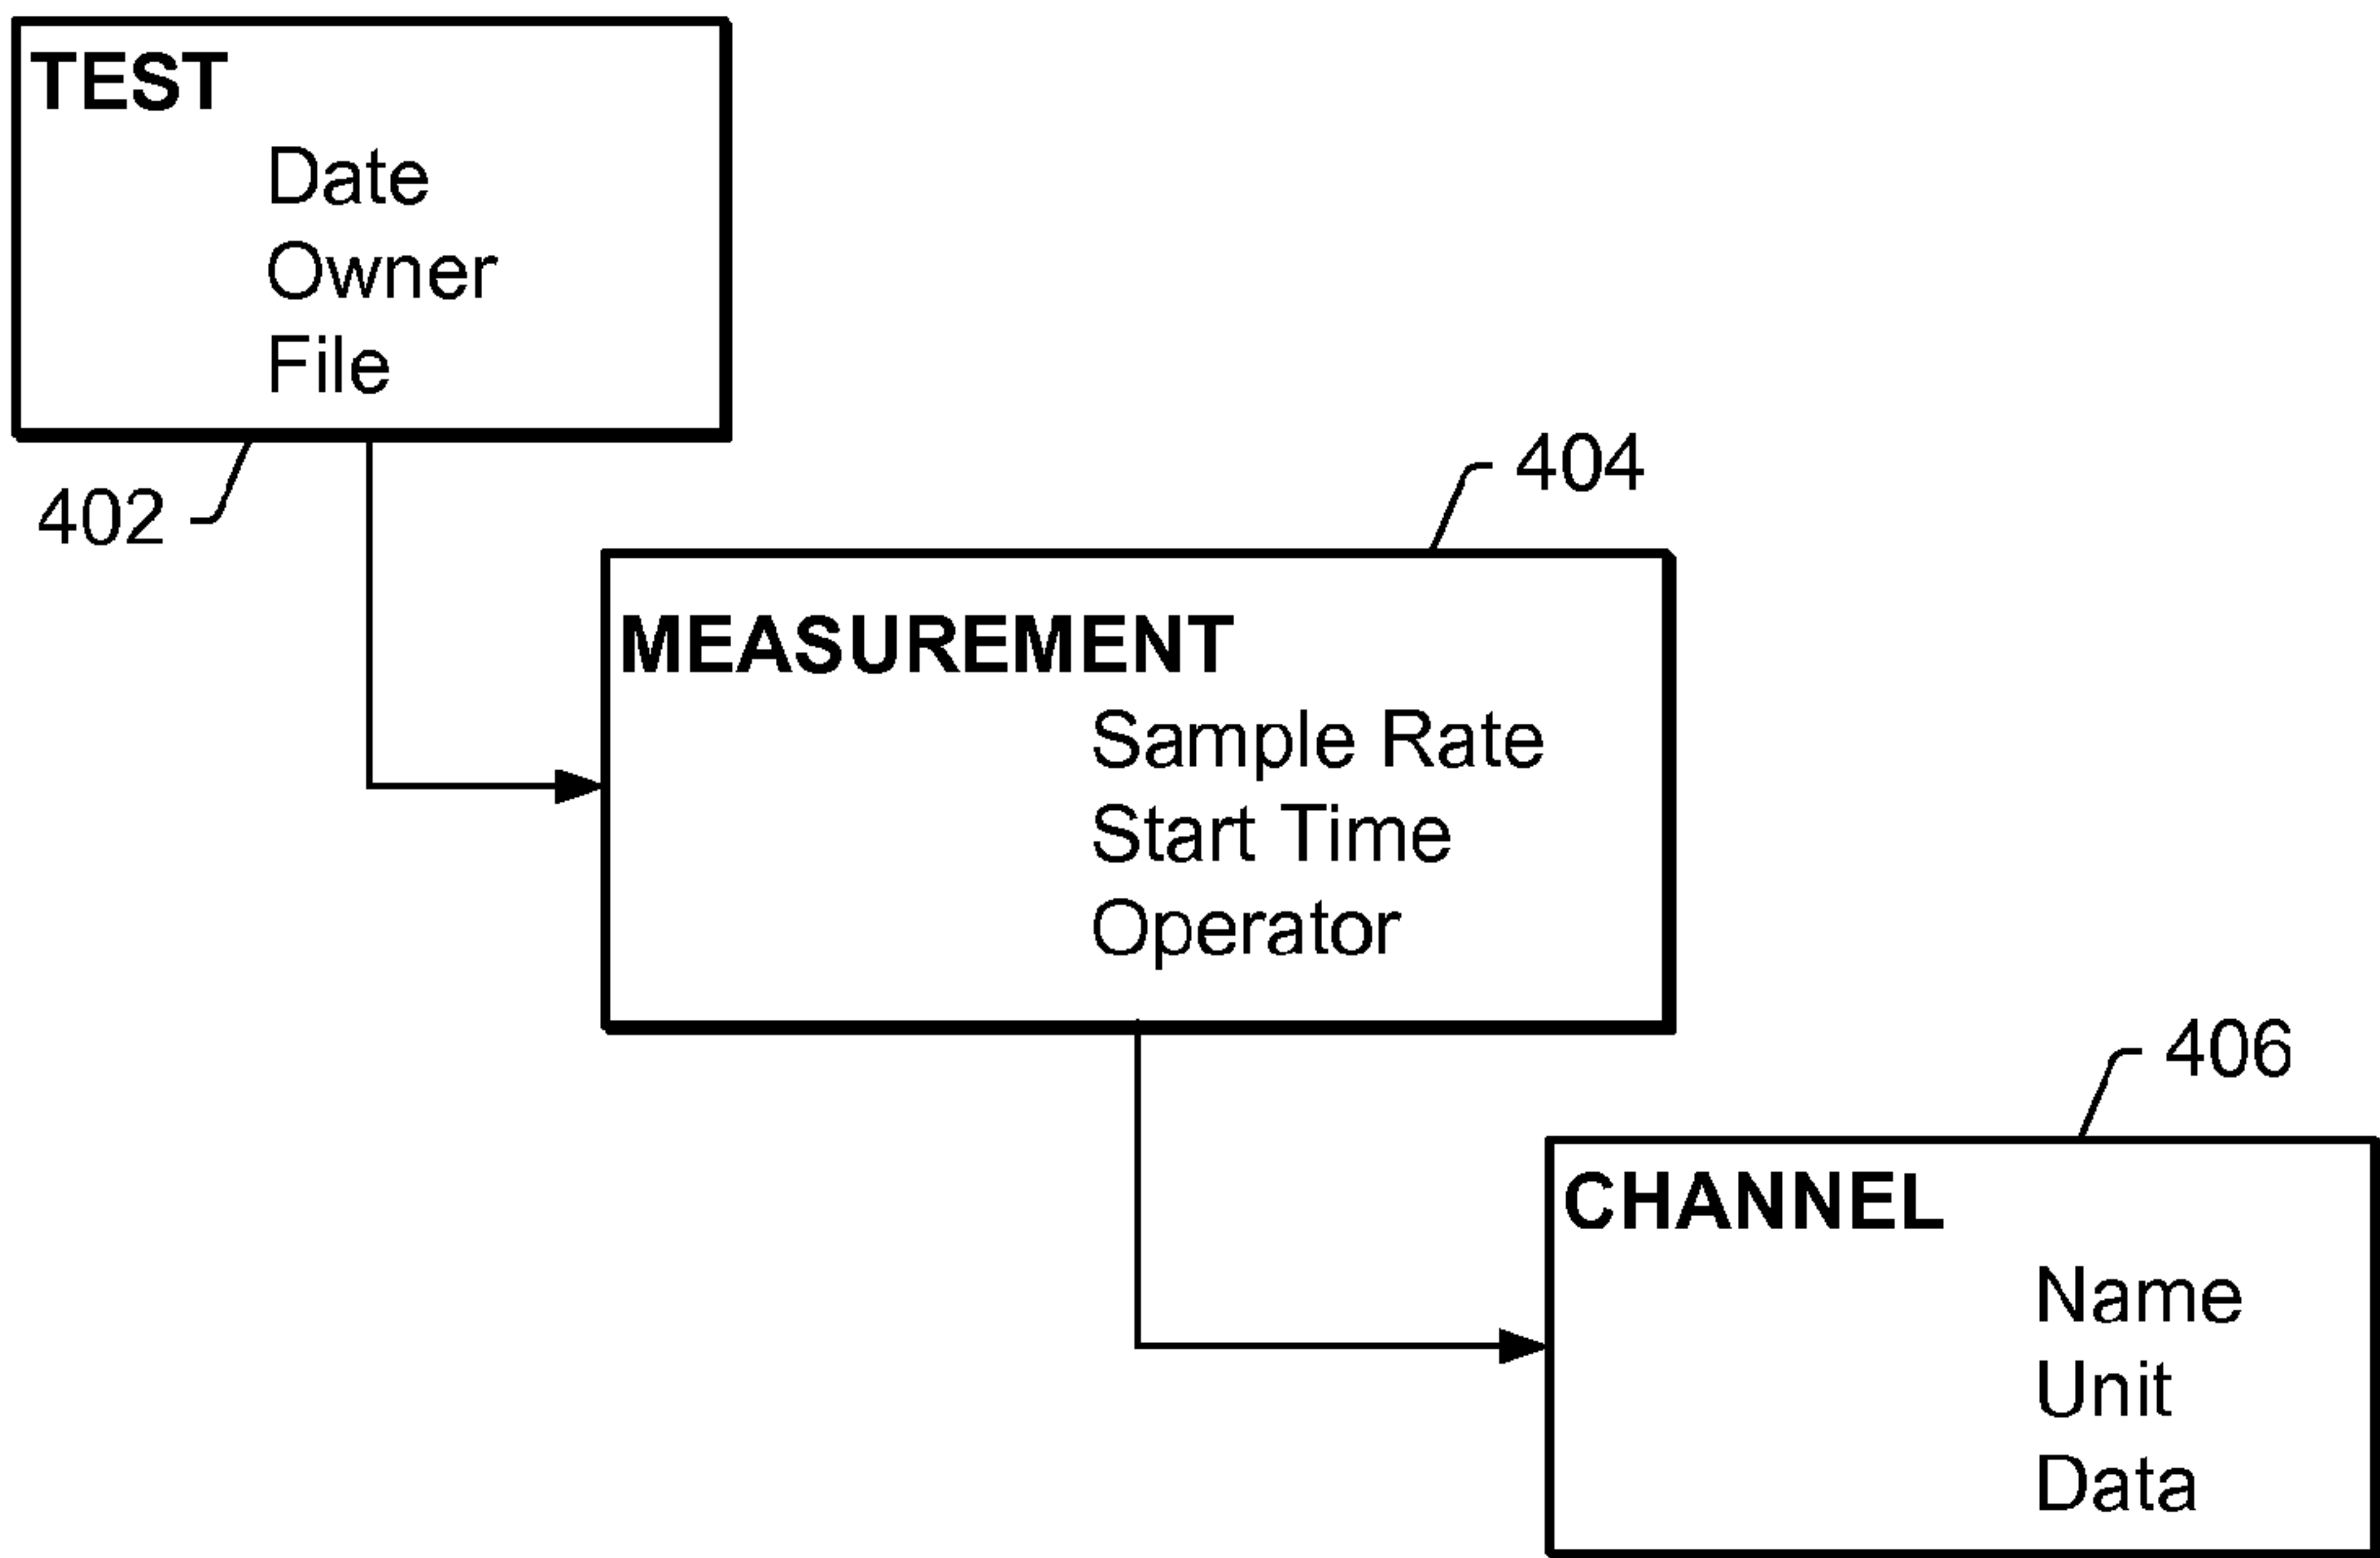 TEST
Date
Owner
File
402
404
MEASUREMENT
Sample Rate
Start Time
Operator
406
CHANNEL
Name
Unit
Data